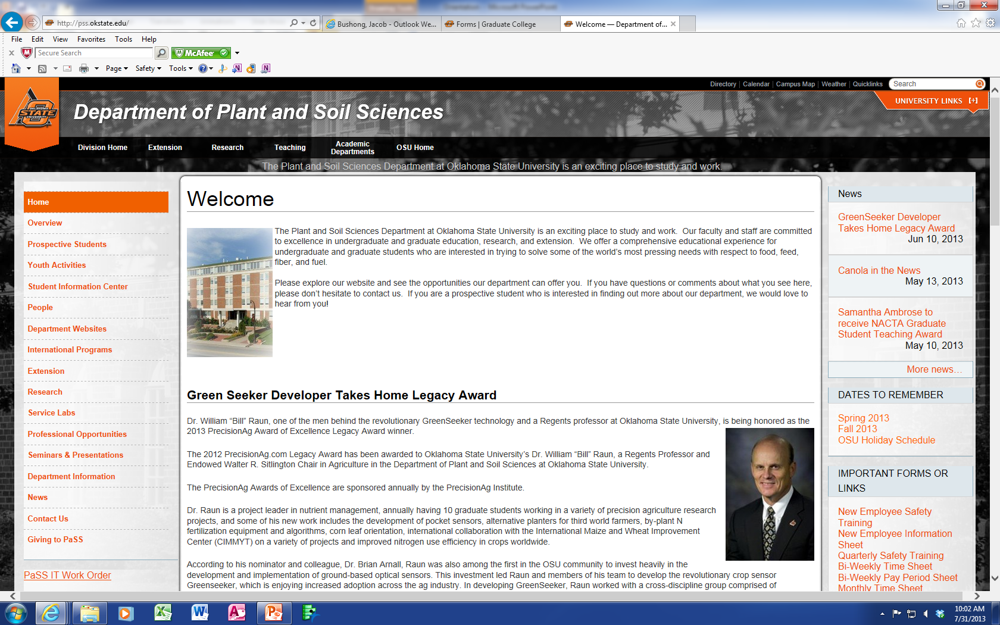 http://pss.okstate.edu/
Bushong, Jacob - Outlook We...
Forms | Graduate College
Welcome — Department of...
File Edit View Favorites Tools Help
Secure Search
McAfee
Page Safety Tools
Directory Calendar Campus Map Weather Quicklinks Search
UNIVERSITY LINKS [+]
OKLAHOMA
STATE
UNIVERSITY
Department of Plant and Soil Sciences
Division Home
Extension
Research
Teaching
Academic
Departments
OSU Home
The Plant and Soil Sciences Department at Oklahoma State University is an exciting place to study and work.
Home
Overview
Prospective Students
Youth Activities
Student Information Center
People
Department Websites
International Programs
Extension
Research
Service Labs
Professional Opportunities
Seminars & Presentations
Department Information
News
Contact Us
Giving to PaSS
PaSS IT Work Order
Welcome
The Plant and Soil Sciences Department at Oklahoma State University is an exciting place to study and work.  Our faculty and staff are committed
to excellence in undergraduate and graduate education, research, and extension.  We offer a comprehensive educational experience for
undergraduate and graduate students who are interested in trying to solve some of the world's most pressing needs with respect to food, feed,
fiber, and fuel.
Please explore our website and see the opportunities our department can offer you.  If you have questions or comments about what you see here,
please don't hesitate to contact us.  If you are a prospective student who is interested in finding out more about our department, we would love to
hear from you!
Green Seeker Developer Takes Home Legacy Award
Dr. William “Bill” Raun, one of the men behind the revolutionary GreenSeeker technology and a Regents professor at Oklahoma State University, is being honored as the
2013 PrecisionAg Award of Excellence Legacy Award winner.
The 2012 PrecisionAg.com Legacy Award has been awarded to Oklahoma State University's Dr. William “Bill” Raun, a Regents Professor and
Endowed Walter R. Sitlington Chair in Agriculture in the Department of Plant and Soil Sciences at Oklahoma State University.
The PrecisionAg Awards of Excellence are sponsored annually by the PrecisionAg Institute.
Dr. Raun is a project leader in nutrient management, annually having 10 graduate students working in a variety of precision agriculture research
projects, and some of his new work includes the development of pocket sensors, alternative planters for third world farmers, by-plant N
fertilization equipment and algorithms, corn leaf orientation, international collaboration with the International Maize and Wheat Improvement
Center (CIMMYT) on a variety of projects and improved nitrogen use efficiency in crops worldwide.
According to his nominator and colleague, Dr. Brian Arnall, Raun was also among the first in the OSU community to invest heavily in the
development and implementation of ground-based optical sensors. This investment led Raun and members of his team to develop the revolutionary crop sensor
Greenseeker, which is enjoying increased adoption across the ag industry. In developing GreenSeeker, Raun worked with a cross-discipline group comprised of
News
GreenSeeker Developer
Takes Home Legacy Award
Jun 10, 2013
Canola in the News
May 13, 2013
Samantha Ambrose to
receive NACTA Graduate
Student Teaching Award
May 10, 2013
More news…
DATES TO REMEMBER
Spring 2013
Fall 2013
OSU Holiday Schedule
IMPORTANT FORMS OR
LINKS
New Employee Safety
Training
New Employee Information
Sheet
Quarterly Safety Training
Bi-Weekly Time Sheet
Bi-Weekly Pay Period Sheet
Monthly Time Sheet
10:02 AM
7/31/2013